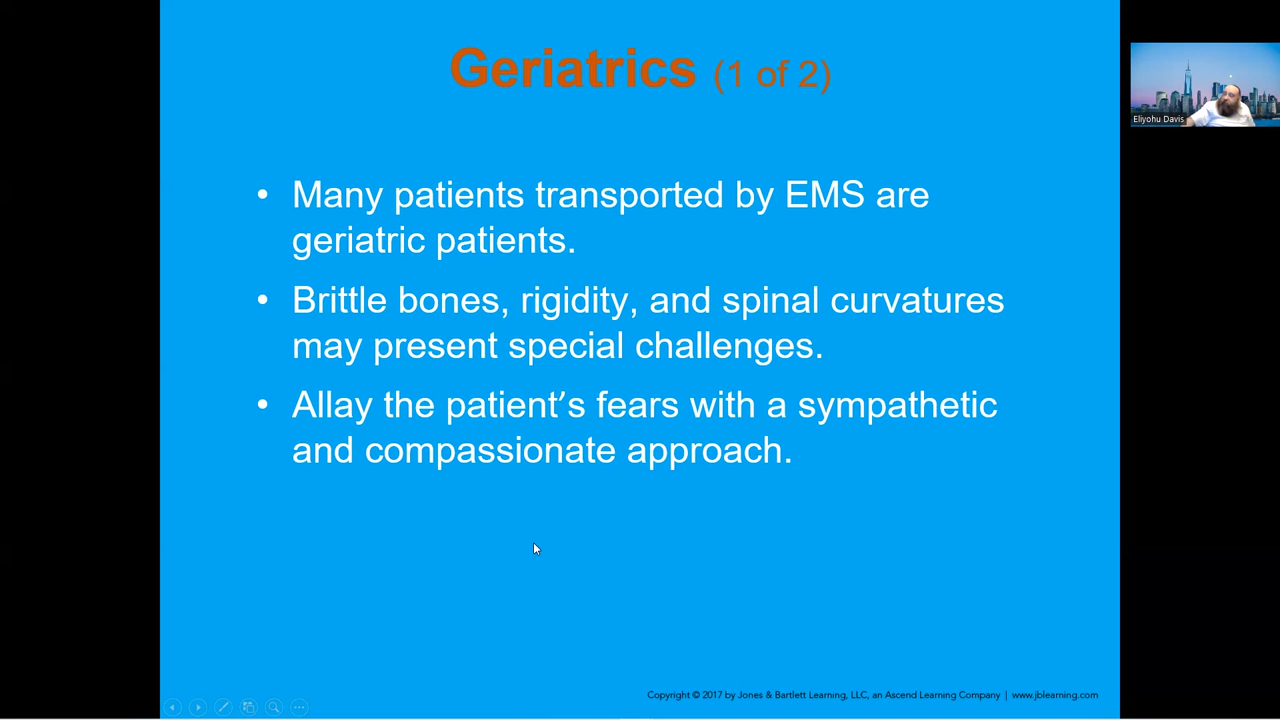 Geriatrics (1 of 2)
Eliyohu Davis
• Many patients transported by EMS are
geriatric patients.
• Brittle bones, rigidity, and spinal curvatures
may present special challenges.
• Allay the patient’s fears with a sympathetic
and compassionate approach.
Copyright © 2017 by Jones & Bartlett Learning, LLC, an Ascend Learning Company | www.jblearning.com